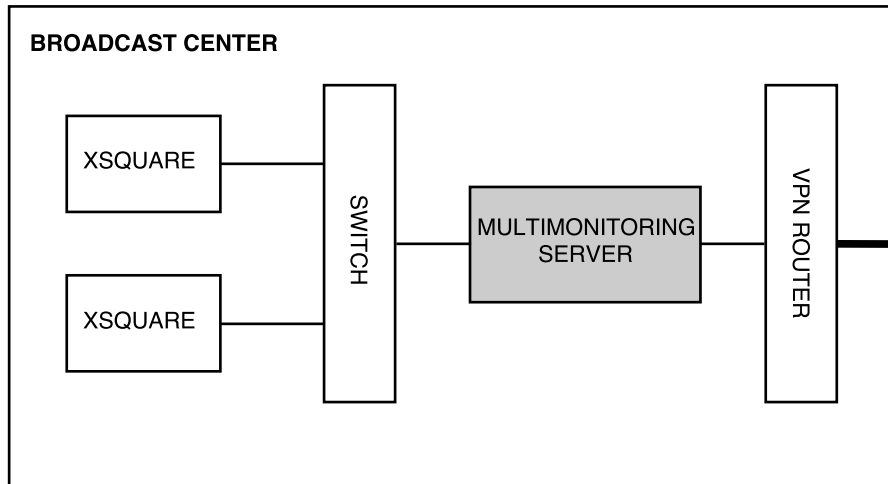 BROADCAST CENTER
XSQUARE
XSQUARE
SWITCH
MULTIMONITORING
SERVER
VPN ROUTER